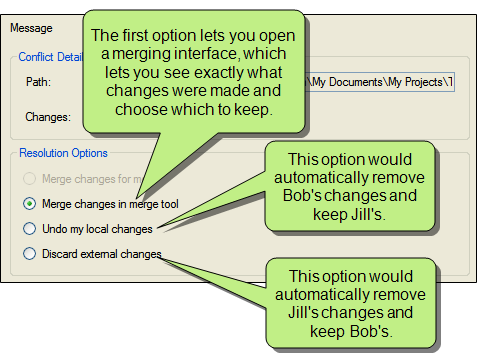 Message
The first option lets you open
a merging interface, which
lets you see exactly what
changes were made and
choose which to keep.
Conflict Detai
Path:
\My Documents\My Projects\T
Changes:
Resolution Options
Merge changes for m
Merge changes in merge tool
Undo my local changes
Discard external changes
This option would
automatically remove
Bob's changes and
keep Jill's.
This option would
automatically remove
Jill's changes and
keep Bob's.